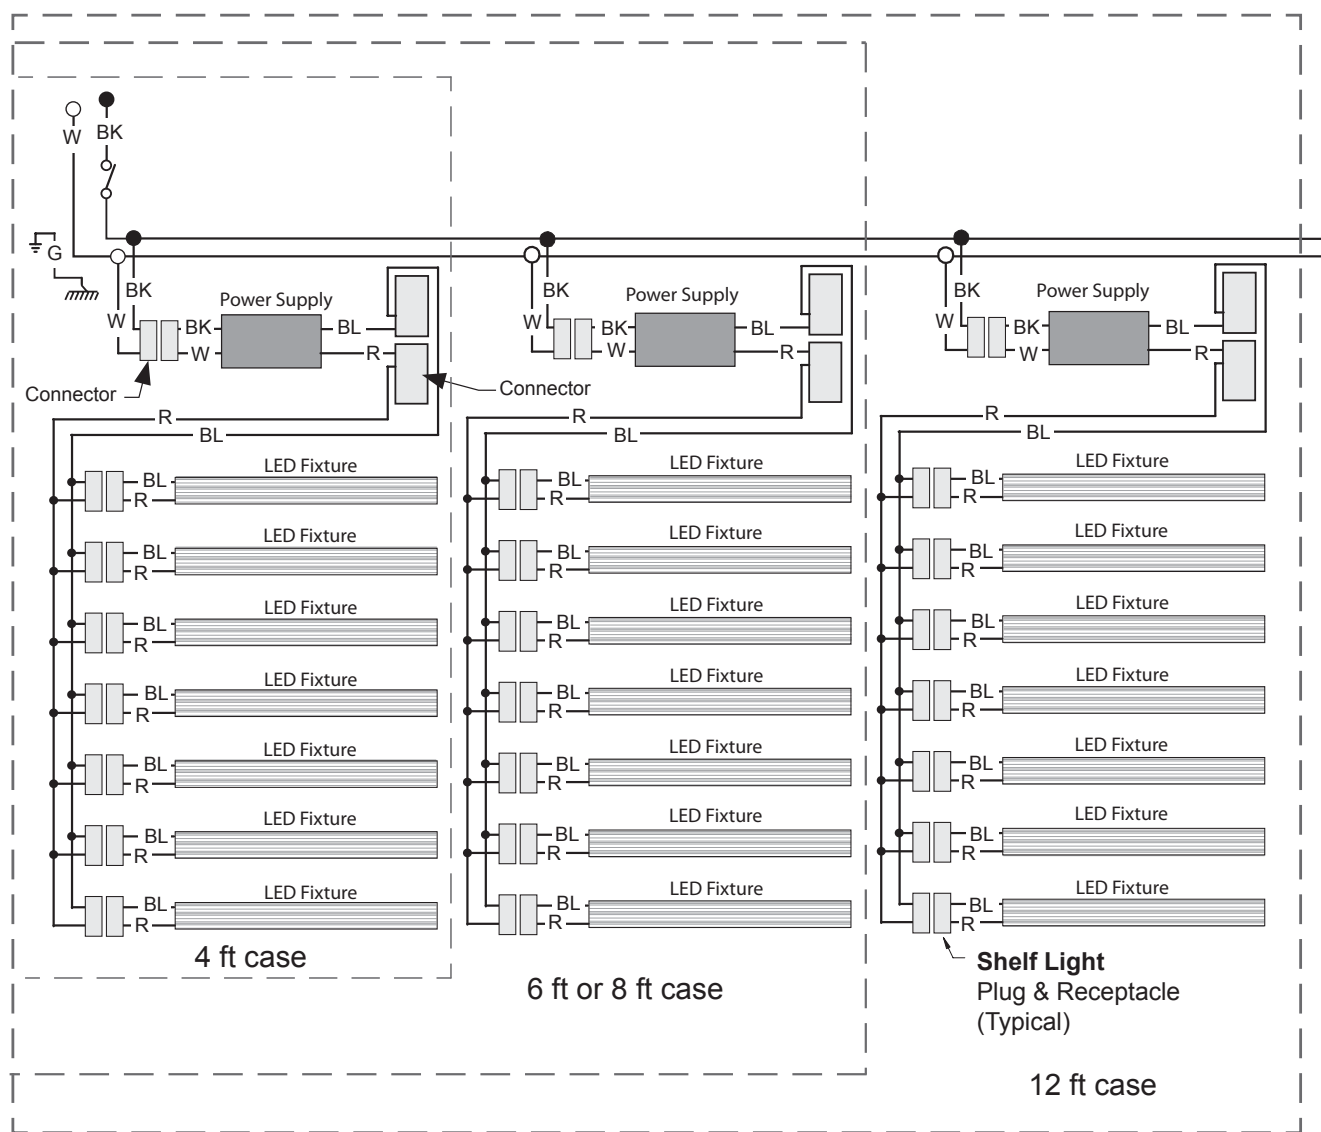 W
BK
G
BK
W
Power Supply
BK
W
BL
R
Connector
Connector
R
BL
LED Fixture
BL
R
LED Fixture
BL
R
LED Fixture
BL
R
LED Fixture
BL
R
LED Fixture
BL
R
LED Fixture
BL
R
LED Fixture
BL
R
4 ft case
BK
W
Power Supply
BK
W
BL
R
R
BL
LED Fixture
BL
R
LED Fixture
BL
R
LED Fixture
BL
R
LED Fixture
BL
R
LED Fixture
BL
R
LED Fixture
BL
R
LED Fixture
BL
R
6 ft or 8 ft case
BK
W
Power Supply
BK
W
BL
R
R
BL
LED Fixture
BL
R
LED Fixture
BL
R
LED Fixture
BL
R
LED Fixture
BL
R
LED Fixture
BL
R
LED Fixture
BL
R
LED Fixture
BL
R
Shelf Light
Plug & Receptacle
(Typical)
12 ft case